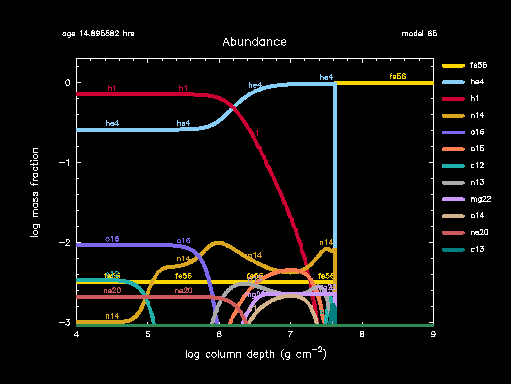 age 14.895582 hrs
model 65
Abundance
log mass fraction
0
−1
−2
−3
4
5
6
7
8
9
log column depth (g cm⁻²)
h1
h1
he4
he4
he4
he4
fe56
o16
o16
n14
n14
n14
n14
fe56
fe56
fe56
ne20
ne20
fe56
he4
h1
n14
o16
o15
c12
n13
mg22
o14
ne20
c13